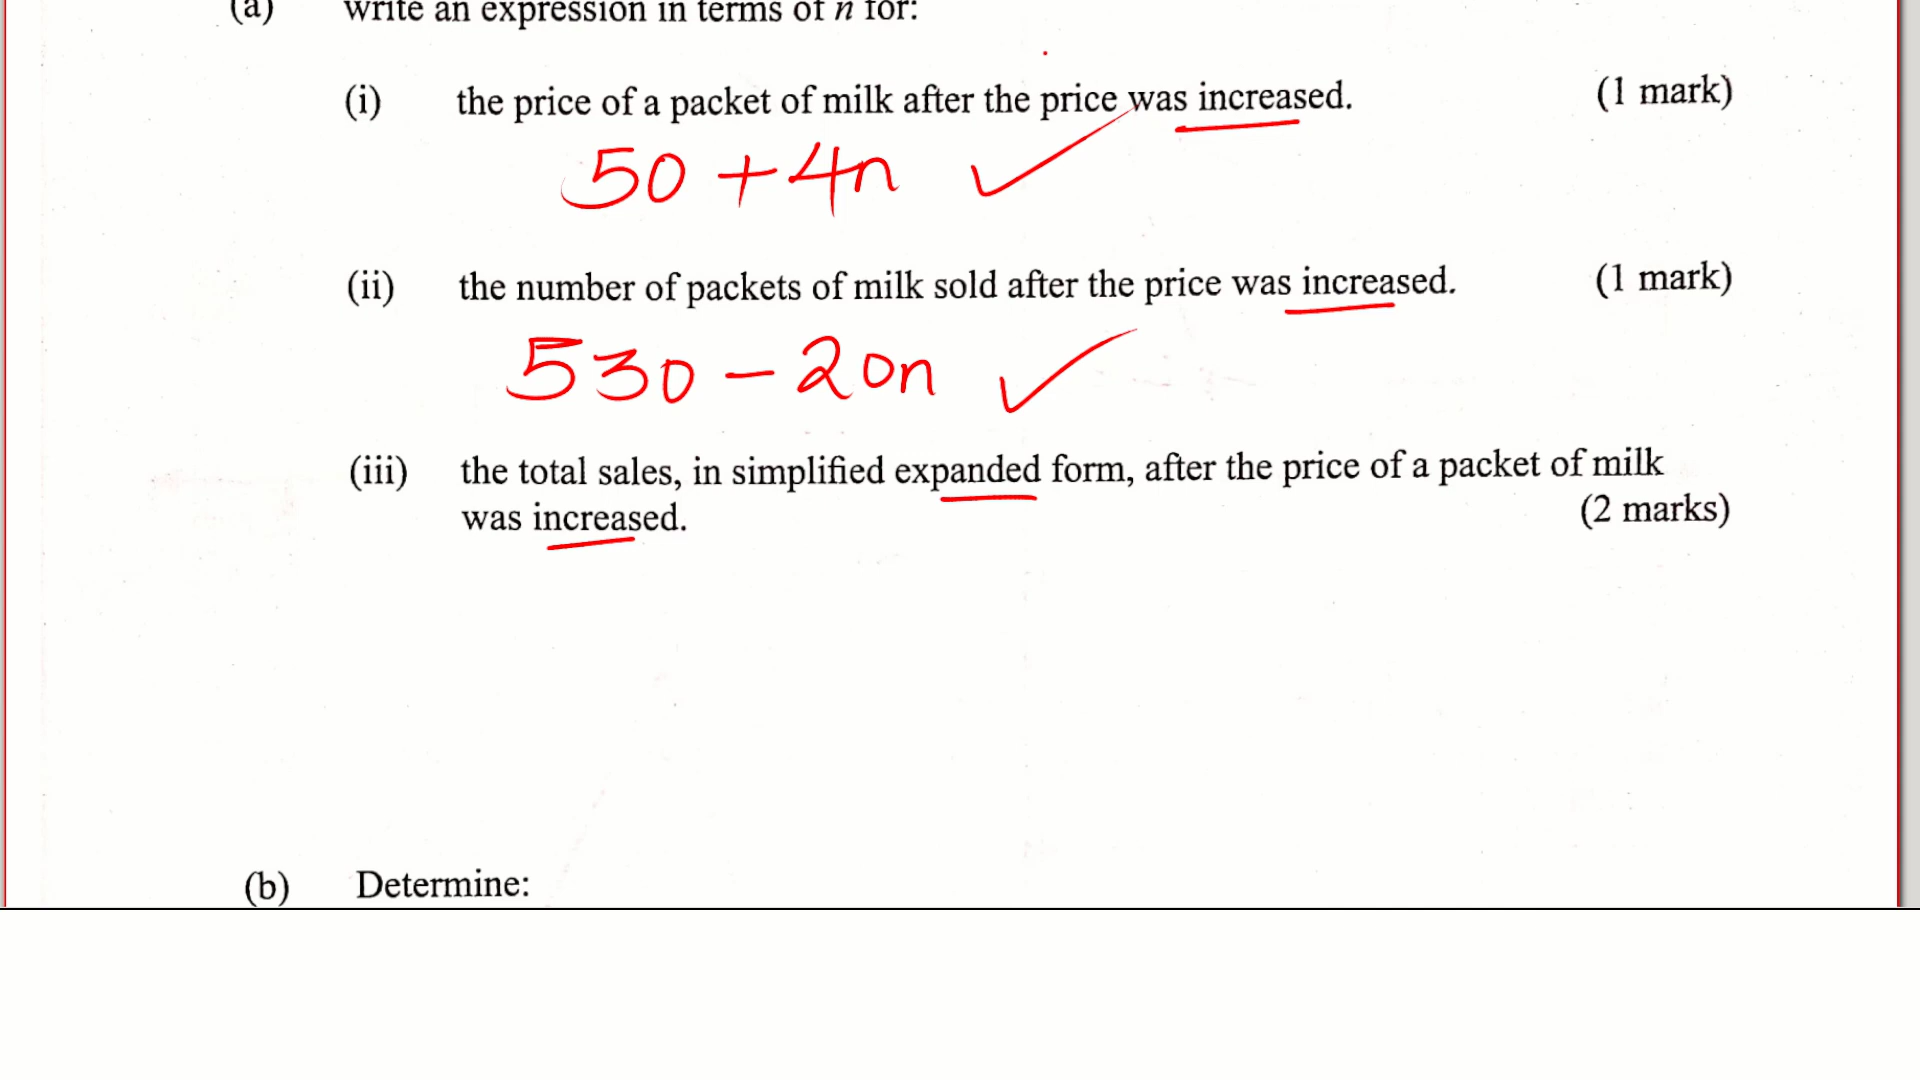 (a) write an expression in terms of n for:
(i) the price of a packet of milk after the price was increased. (1 mark)
50 + 4n ✓
(ii) the number of packets of milk sold after the price was increased. (1 mark)
530 - 20n ✓
(iii) the total sales, in simplified expanded form, after the price of a packet of milk
was increased. (2 marks)
(b) Determine: